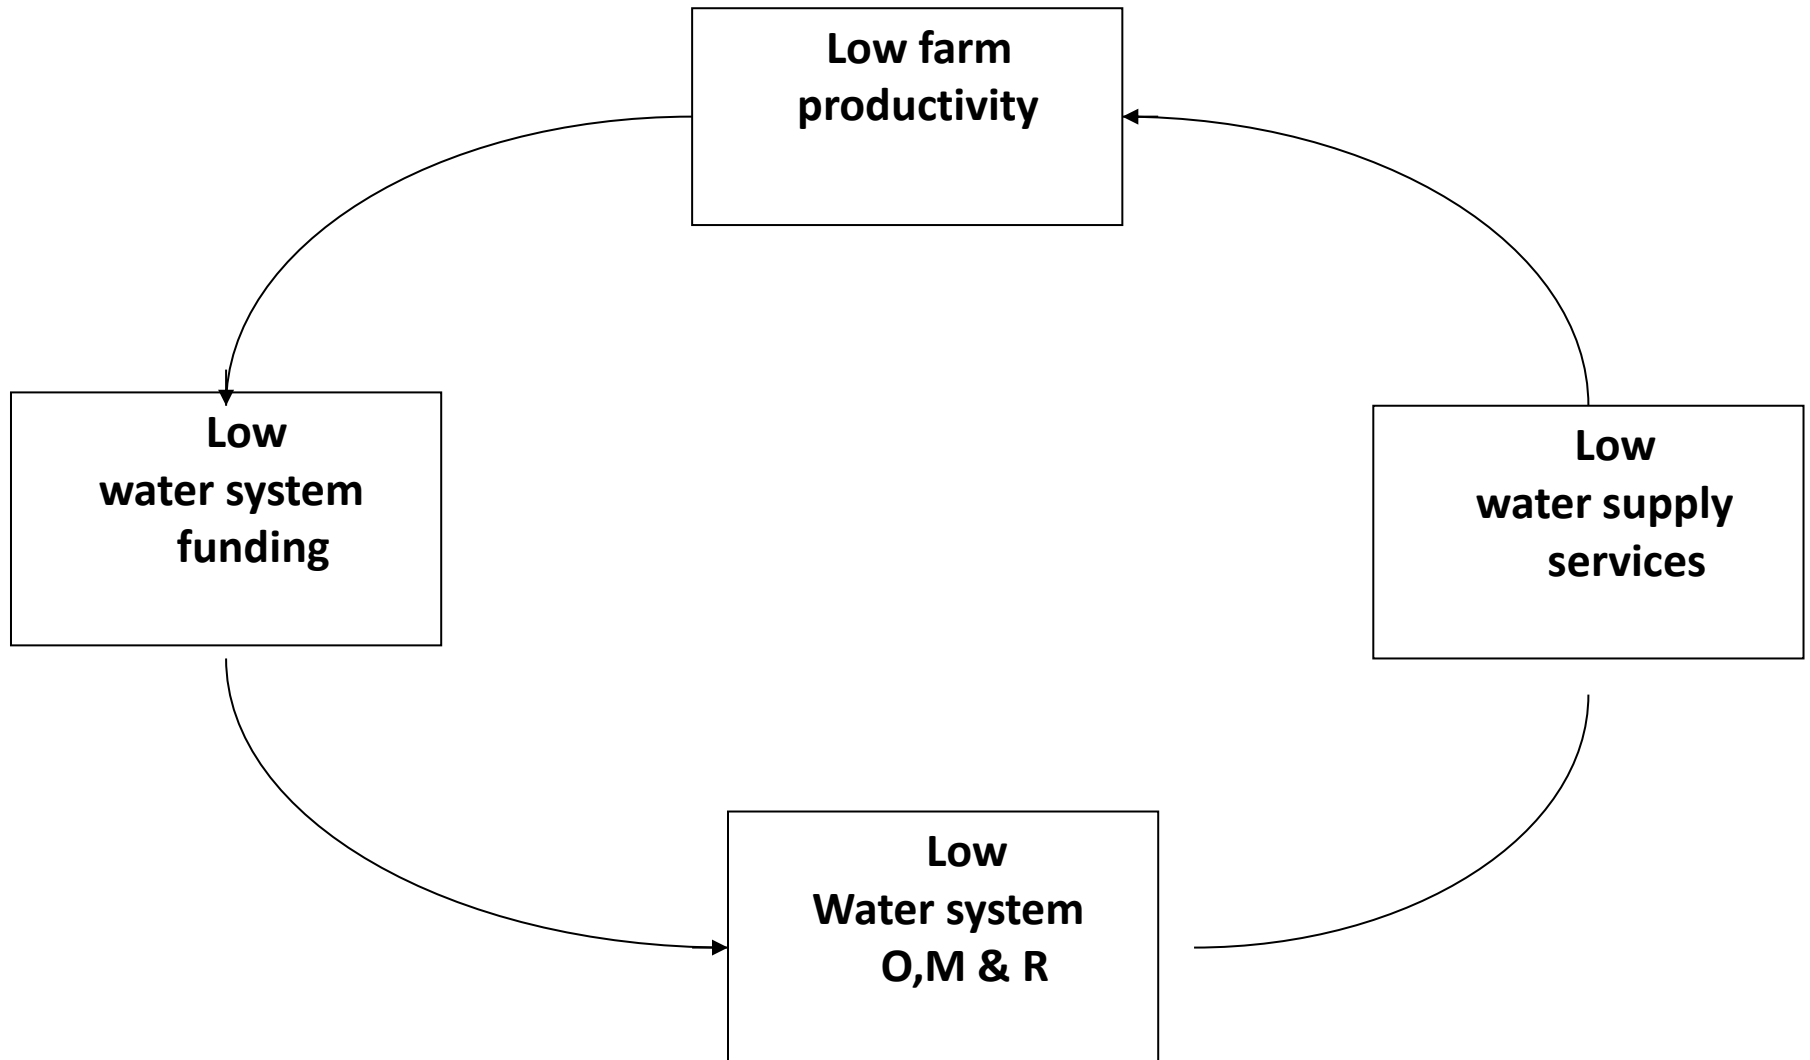 Low farm
productivity
Low
water system
funding
Low
water supply
services
Low
Water system
O,M & R